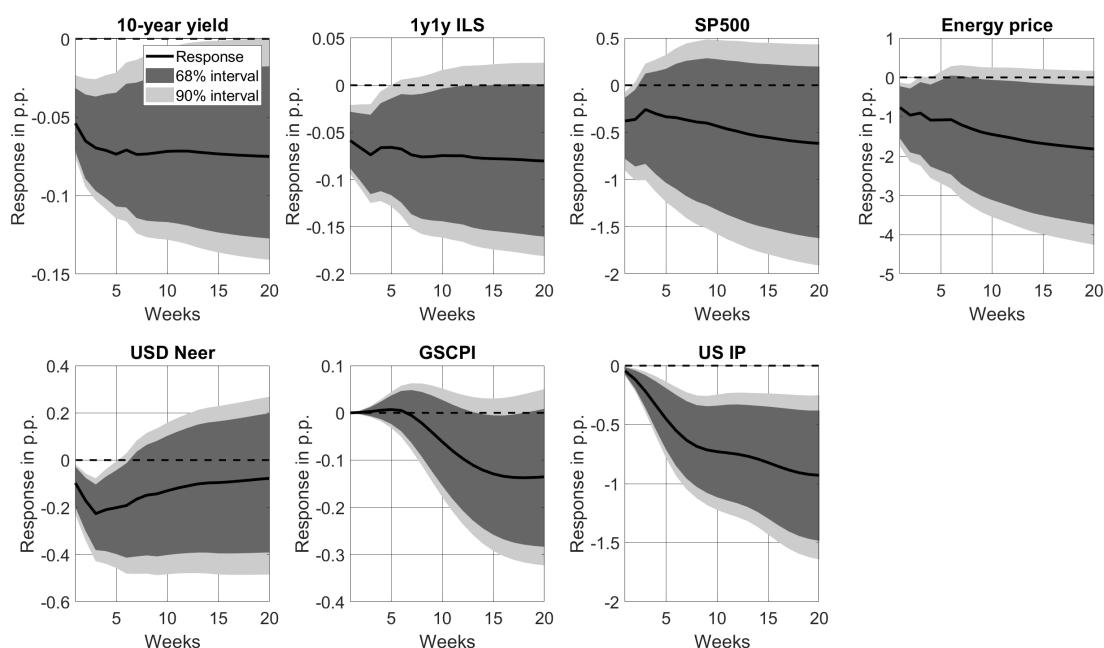 10-year yield
0
-0.05
-0.1
-0.15
Response in p.p.
Response
68% interval
90% interval
5 10 15 20
Weeks
1y1y ILS
0.05
0
-0.05
-0.1
-0.15
-0.2
Response in p.p.
5 10 15 20
Weeks
SP500
0.5
0
-0.5
-1
-1.5
-2
Response in p.p.
5 10 15 20
Weeks
Energy price
1
0
-1
-2
-3
-4
-5
Response in p.p.
5 10 15 20
Weeks
USD Neer
0.4
0.2
0
-0.2
-0.4
-0.6
Response in p.p.
5 10 15 20
Weeks
GSCPI
0.1
0
-0.1
-0.2
-0.3
-0.4
Response in p.p.
5 10 15 20
Weeks
US IP
0
-0.5
-1
-1.5
-2
Response in p.p.
5 10 15 20
Weeks